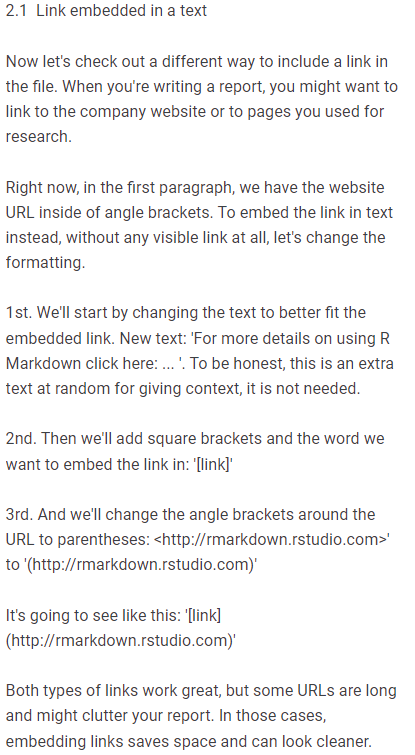 2.1  Link embedded in a text
Now let's check out a different way to include a link in
the file. When you're writing a report, you might want to
link to the company website or to pages you used for
research.
Right now, in the first paragraph, we have the website
URL inside of angle brackets. To embed the link in text
instead, without any visible link at all, let's change the
formatting.
1st. We'll start by changing the text to better fit the
embedded link. New text: 'For more details on using R
Markdown click here: ... '. To be honest, this is an extra
text at random for giving context, it is not needed.
2nd. Then we'll add square brackets and the word we
want to embed the link in: '[link]'
3rd. And we'll change the angle brackets around the
URL to parentheses: <http://rmarkdown.rstudio.com>'
to '(http://rmarkdown.rstudio.com)'
It's going to see like this: '[link]
(http://rmarkdown.rstudio.com)'
Both types of links work great, but some URLs are long
and might clutter your report. In those cases,
embedding links saves space and can look cleaner.